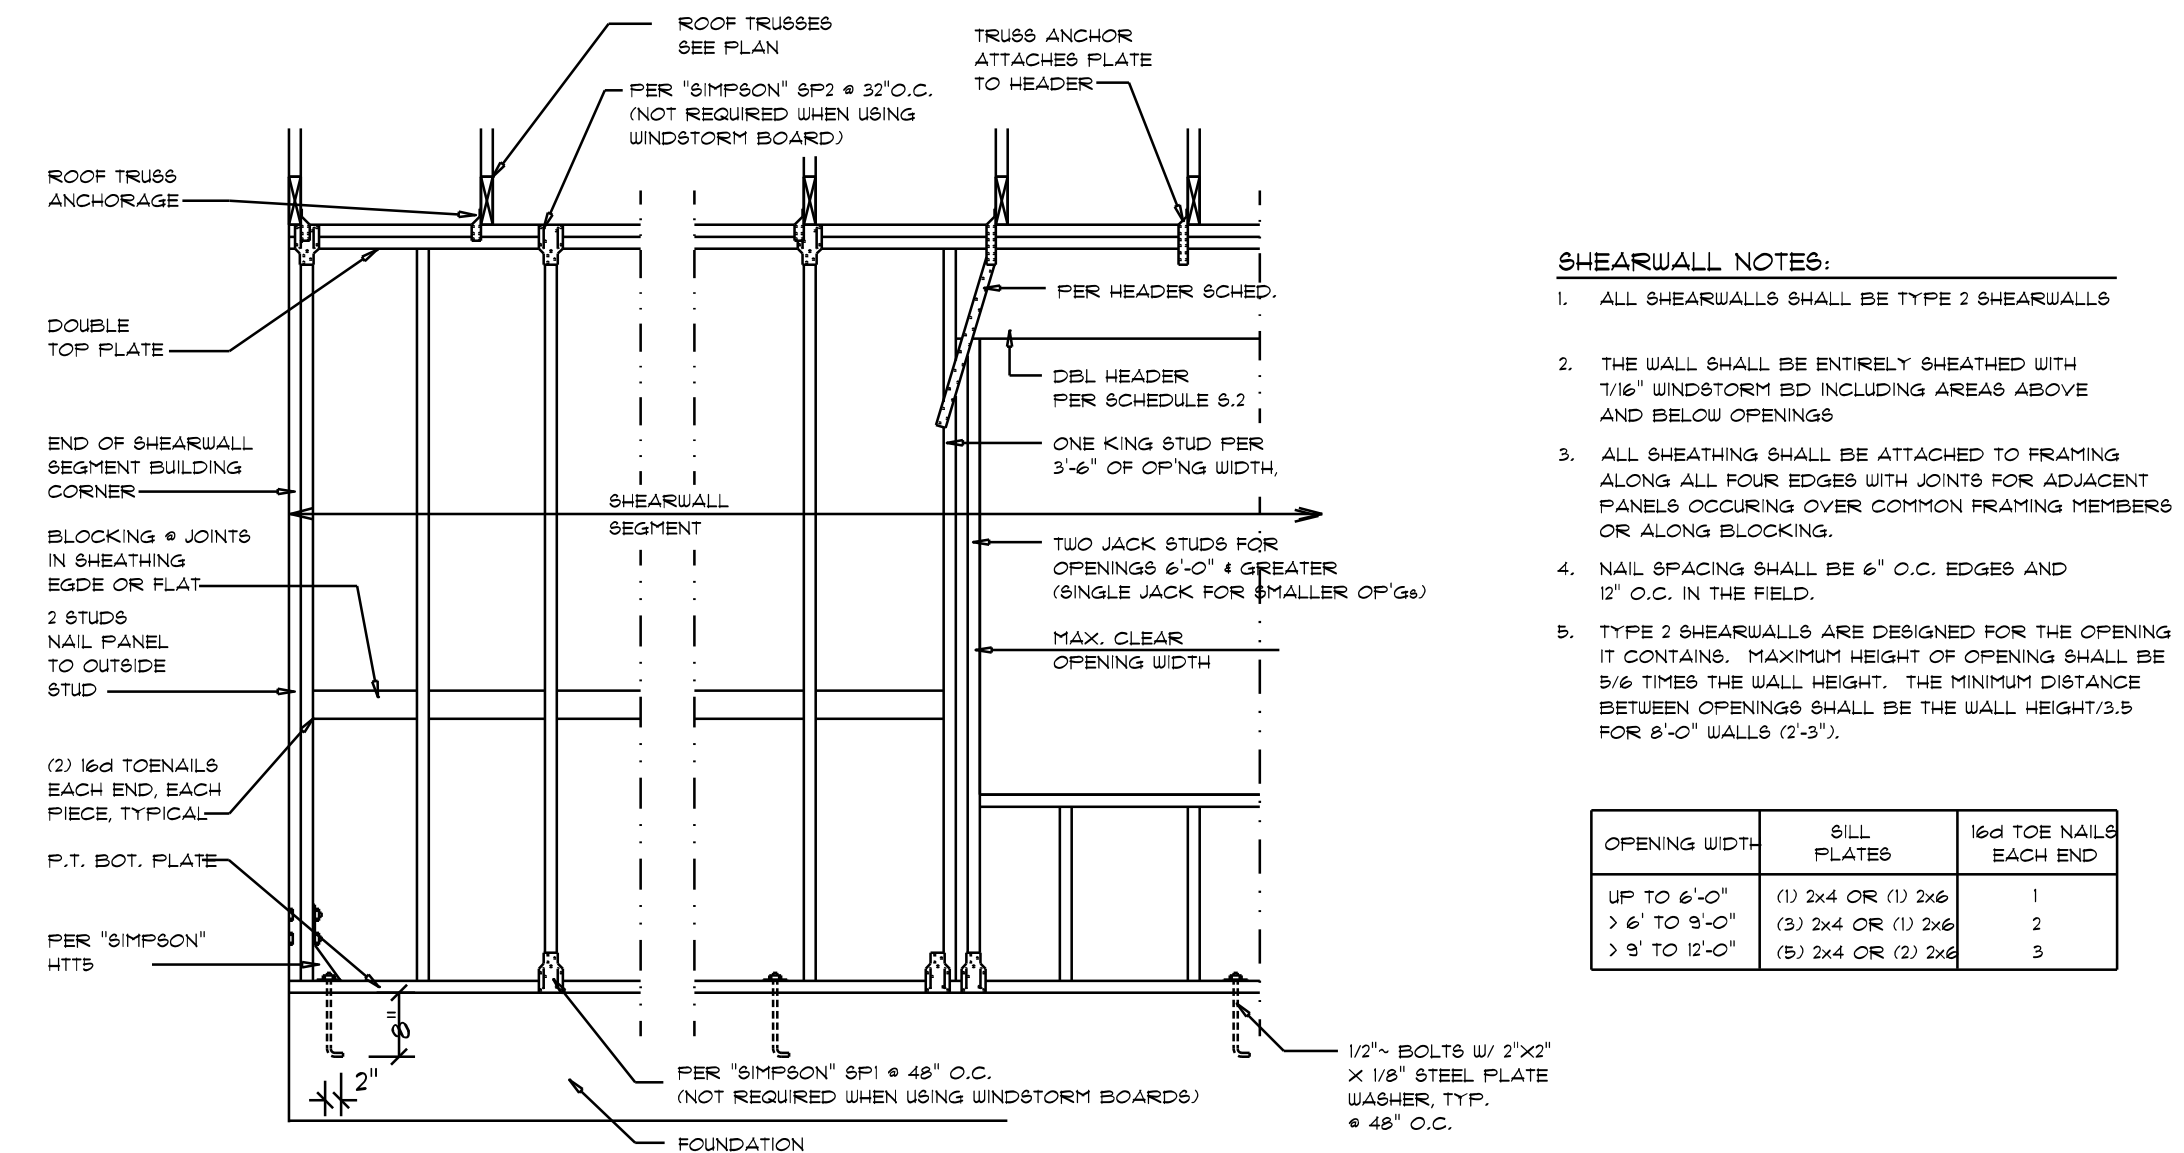 ROOF TRUSSES
SEE PLAN
PER "SIMPSON" SP2 @ 32"O.C.
(NOT REQUIRED WHEN USING
WINDSTORM BOARD)
TRUSS ANCHOR
ATTACHES PLATE
TO HEADER
ROOF TRUSS
ANCHORAGE
DOUBLE
TOP PLATE
END OF SHEARWALL
SEGMENT BUILDING
CORNER
BLOCKING @ JOINTS
IN SHEATHING
EGDE OR FLAT
2 STUDS
NAIL PANEL
TO OUTSIDE
STUD
(2) 16d TOENAILS
EACH END, EACH
PIECE, TYPICAL
P.T. BOT. PLATE
PER "SIMPSON"
HTT5
SHEARWALL
SEGMENT
PER HEADER SCHED.
DBL HEADER
PER SCHEDULE S.2
ONE KING STUD PER
3'-6" OF OP'NG WIDTH,
TWO JACK STUDS FOR
OPENINGS 6'-0" & GREATER
(SINGLE JACK FOR SMALLER OP'Gs)
MAX. CLEAR
OPENING WIDTH
8"
2"
PER "SIMPSON" SP1 @ 48" O.C.
(NOT REQUIRED WHEN USING WINDSTORM BOARDS)
FOUNDATION
1/2"~ BOLTS W/ 2"X2"
X 1/8" STEEL PLATE
WASHER, TYP.
@ 48" O.C.
SHEARWALL NOTES:
1. ALL SHEARWALLS SHALL BE TYPE 2 SHEARWALLS
2. THE WALL SHALL BE ENTIRELY SHEATHED WITH
7/16" WINDSTORM BD INCLUDING AREAS ABOVE
AND BELOW OPENINGS
3. ALL SHEATHING SHALL BE ATTACHED TO FRAMING
ALONG ALL FOUR EDGES WITH JOINTS FOR ADJACENT
PANELS OCCURING OVER COMMON FRAMING MEMBERS
OR ALONG BLOCKING.
4. NAIL SPACING SHALL BE 6" O.C. EDGES AND
12" O.C. IN THE FIELD.
5. TYPE 2 SHEARWALLS ARE DESIGNED FOR THE OPENING
IT CONTAINS. MAXIMUM HEIGHT OF OPENING SHALL BE
5/6 TIMES THE WALL HEIGHT. THE MINIMUM DISTANCE
BETWEEN OPENINGS SHALL BE THE WALL HEIGHT/3.5
FOR 8'-0" WALLS (2'-3").
OPENING WIDTH
SILL
PLATES
16d TOE NAILS
EACH END
UP TO 6'-0" (1) 2x4 OR (1) 2x6 1
> 6' TO 9'-0" (3) 2x4 OR (1) 2x6 2
> 9' TO 12'-0" (5) 2x4 OR (2) 2x6 3